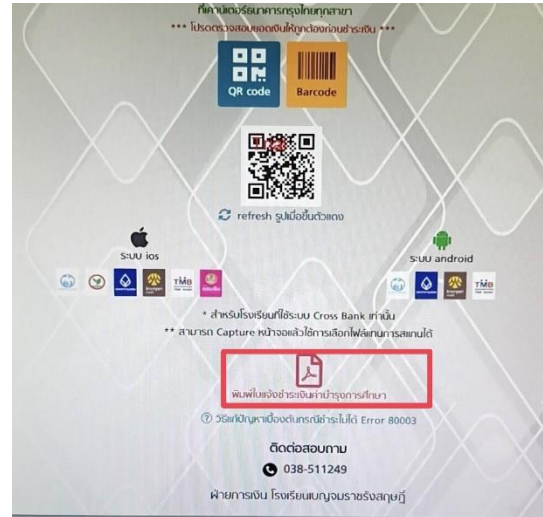 ที่เคาน์เตอร์ธนาคารกรุงไทยทุกสาขา
*** โปรดตรวจสอบยอดเงินให้ถูกต้องก่อนชำระเงิน ***
QR code
Barcode
refresh รูปเมื่อขึ้นตัวแดง
ระบบ ios
ระบบ android
TMB
TMB
* สำหรับโรงเรียนที่ใช้ระบบ Cross Bank เท่านั้น
** สามารถ Capture หน้าจอแล้วใช้การเลือกไฟล์แทนการสแกนได้
พิมพ์ใบแจ้งชำระเงินค่าบำรุงการศึกษา
วิธีแก้ปัญหาเบื้องต้นกรณีชำระไม่ได้ Error 80003
ติดต่อสอบถาม
038-511249
ฝ่ายการเงิน โรงเรียนเบญจมราชรังสฤษฎิ์